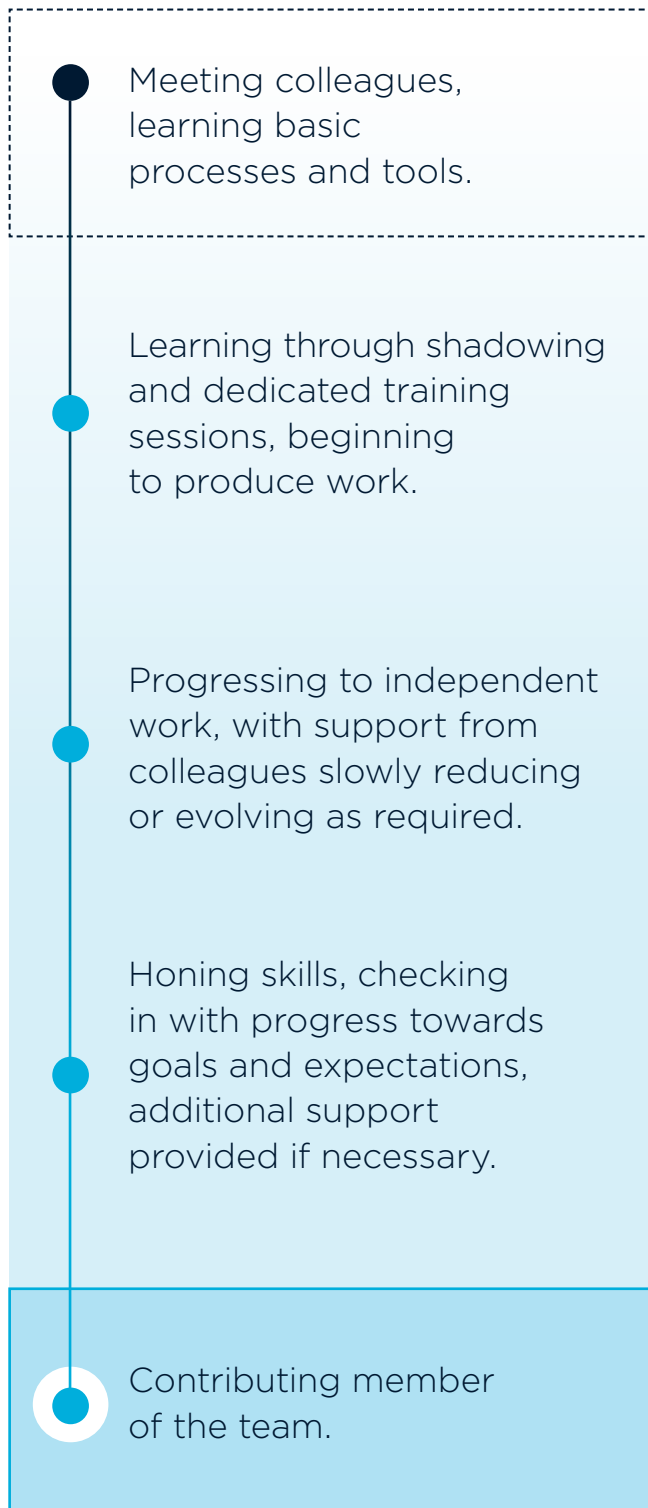 Meeting colleagues,
learning basic
processes and tools.
Learning through shadowing
and dedicated training
sessions, beginning
to produce work.
Progressing to independent
work, with support from
colleagues slowly reducing
or evolving as required.
Honing skills, checking
in with progress towards
goals and expectations,
additional support
provided if necessary.
Contributing member
of the team.